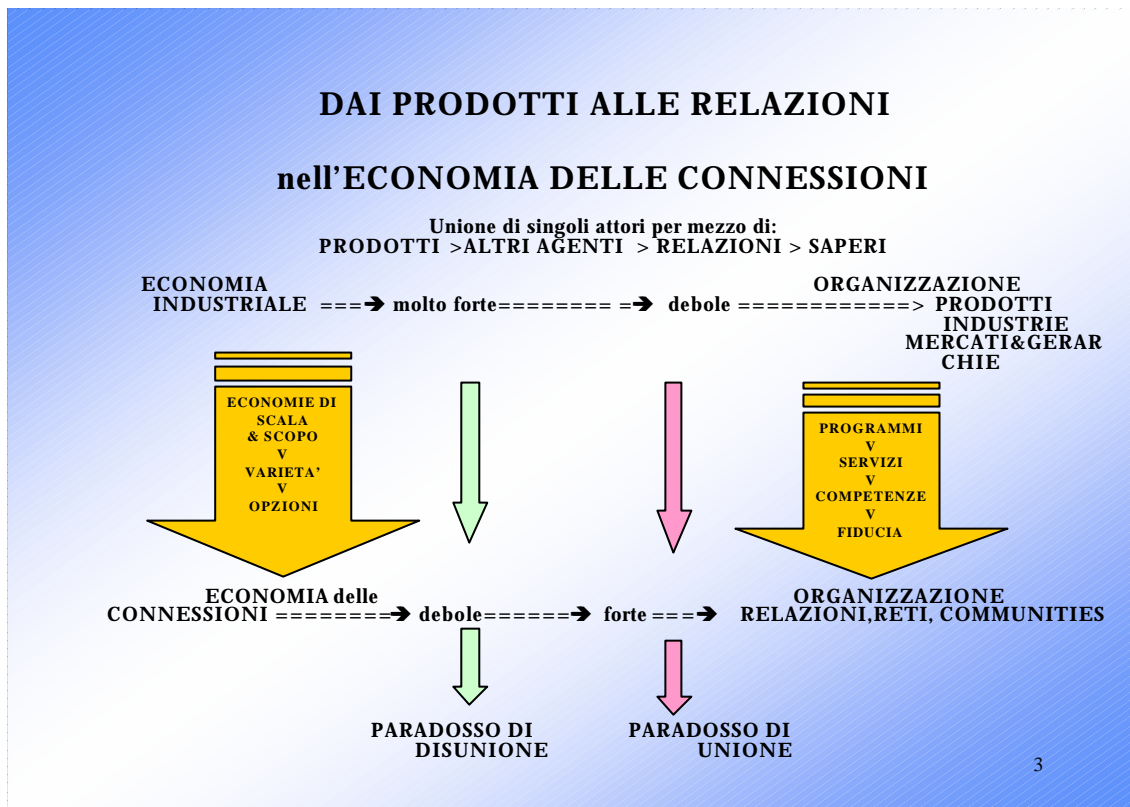 DAI PRODOTTI ALLE RELAZIONI
nell'ECONOMIA DELLE CONNESSIONI
Unione di singoli attori per mezzo di:
PRODOTTI >ALTRI AGENTI > RELAZIONI > SAPERI
ECONOMIA
INDUSTRIALE ===➔ molto forte======== =➔ debole ============>
ORGANIZZAZIONE
PRODOTTI
INDUSTRIE
MERCATI&GERAR
CHIE
ECONOMIE DI
SCALA
& SCOPO
V
VARIETA'
V
OPZIONI
PROGRAMMI
V
SERVIZI
V
COMPETENZE
V
FIDUCIA
ECONOMIA delle
CONNESSIONI ========➔ debole======➔ forte ===➔
ORGANIZZAZIONE
RELAZIONI,RETI, COMMUNITIES
PARADOSSO DI
DISUNIONE
PARADOSSO DI
UNIONE
3